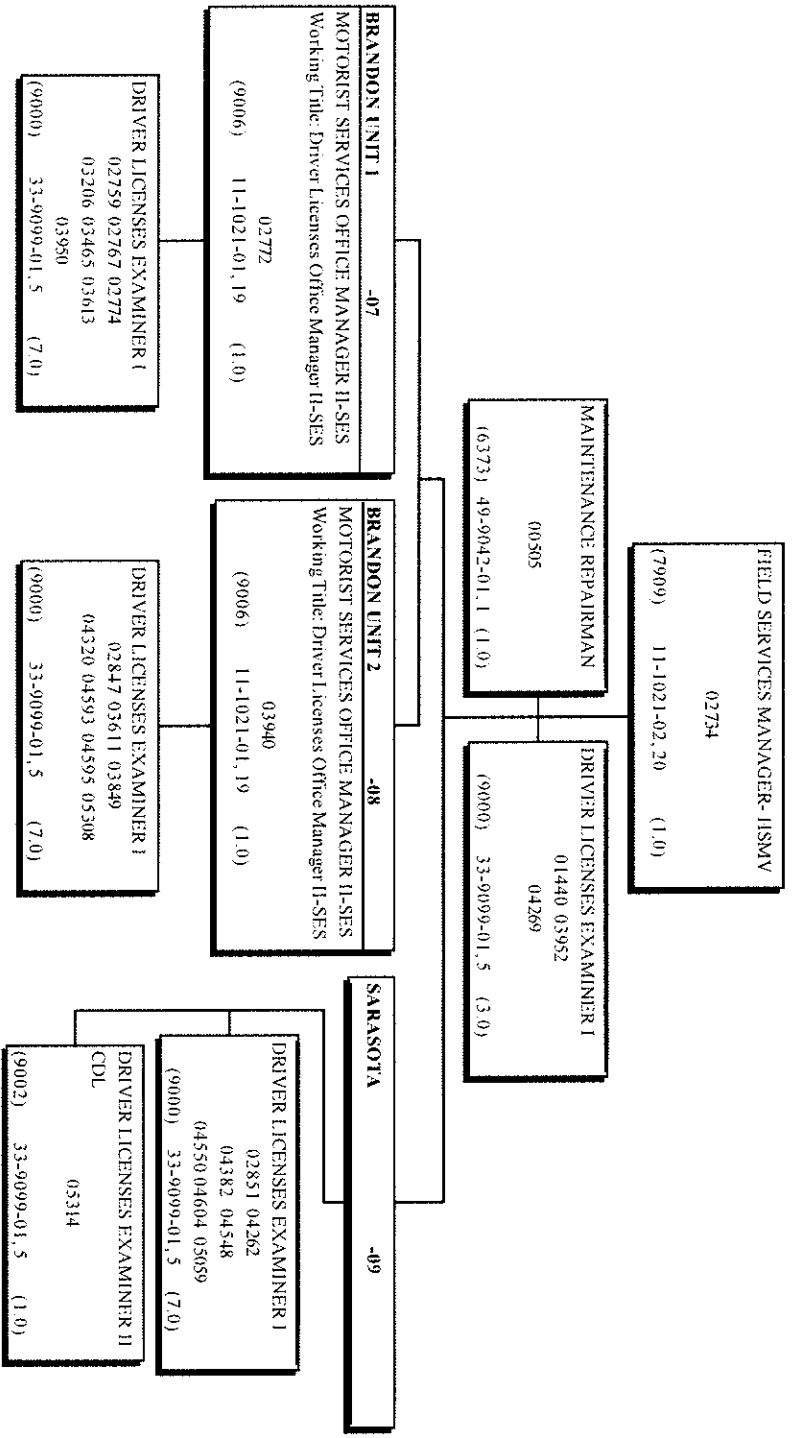 FIELD SERVICES MANAGER- HSMV
02734
(7909) 11-1021-02, 20 (1.0)
MAINTENANCE REPAIRMAN
00505
(6373) 49-9042-01, 1 (1.0)
DRIVER LICENSES EXAMINER I
01440 03952
04269
(9000) 33-9099-01, 5 (3.0)
BRANDON UNIT 1 -07
MOTORIST SERVICES OFFICE MANAGER II-SES
Working Title: Driver Licenses Office Manager II-SES
02772
(9006) 11-1021-01, 19 (1.0)
DRIVER LICENSES EXAMINER I
02759 02767 02774
03206 03465 03613
03950
(9000) 33-9099-01, 5 (7.0)
BRANDON UNIT 2 -08
MOTORIST SERVICES OFFICE MANAGER II-SES
Working Title: Driver Licenses Office Manager II-SES
03940
(9006) 11-1021-01, 19 (1.0)
DRIVER LICENSES EXAMINER I
02847 03611 03849
04320 04593 04595 05308
(9000) 33-9099-01, 5 (7.0)
SARASOTA -09
DRIVER LICENSES EXAMINER I
02851 04262
04382 04548
04550 04604 05059
(9000) 33-9099-01, 5 (7.0)
DRIVER LICENSES EXAMINER II
CDL
05314
(9002) 33-9099-01, 5 (1.0)